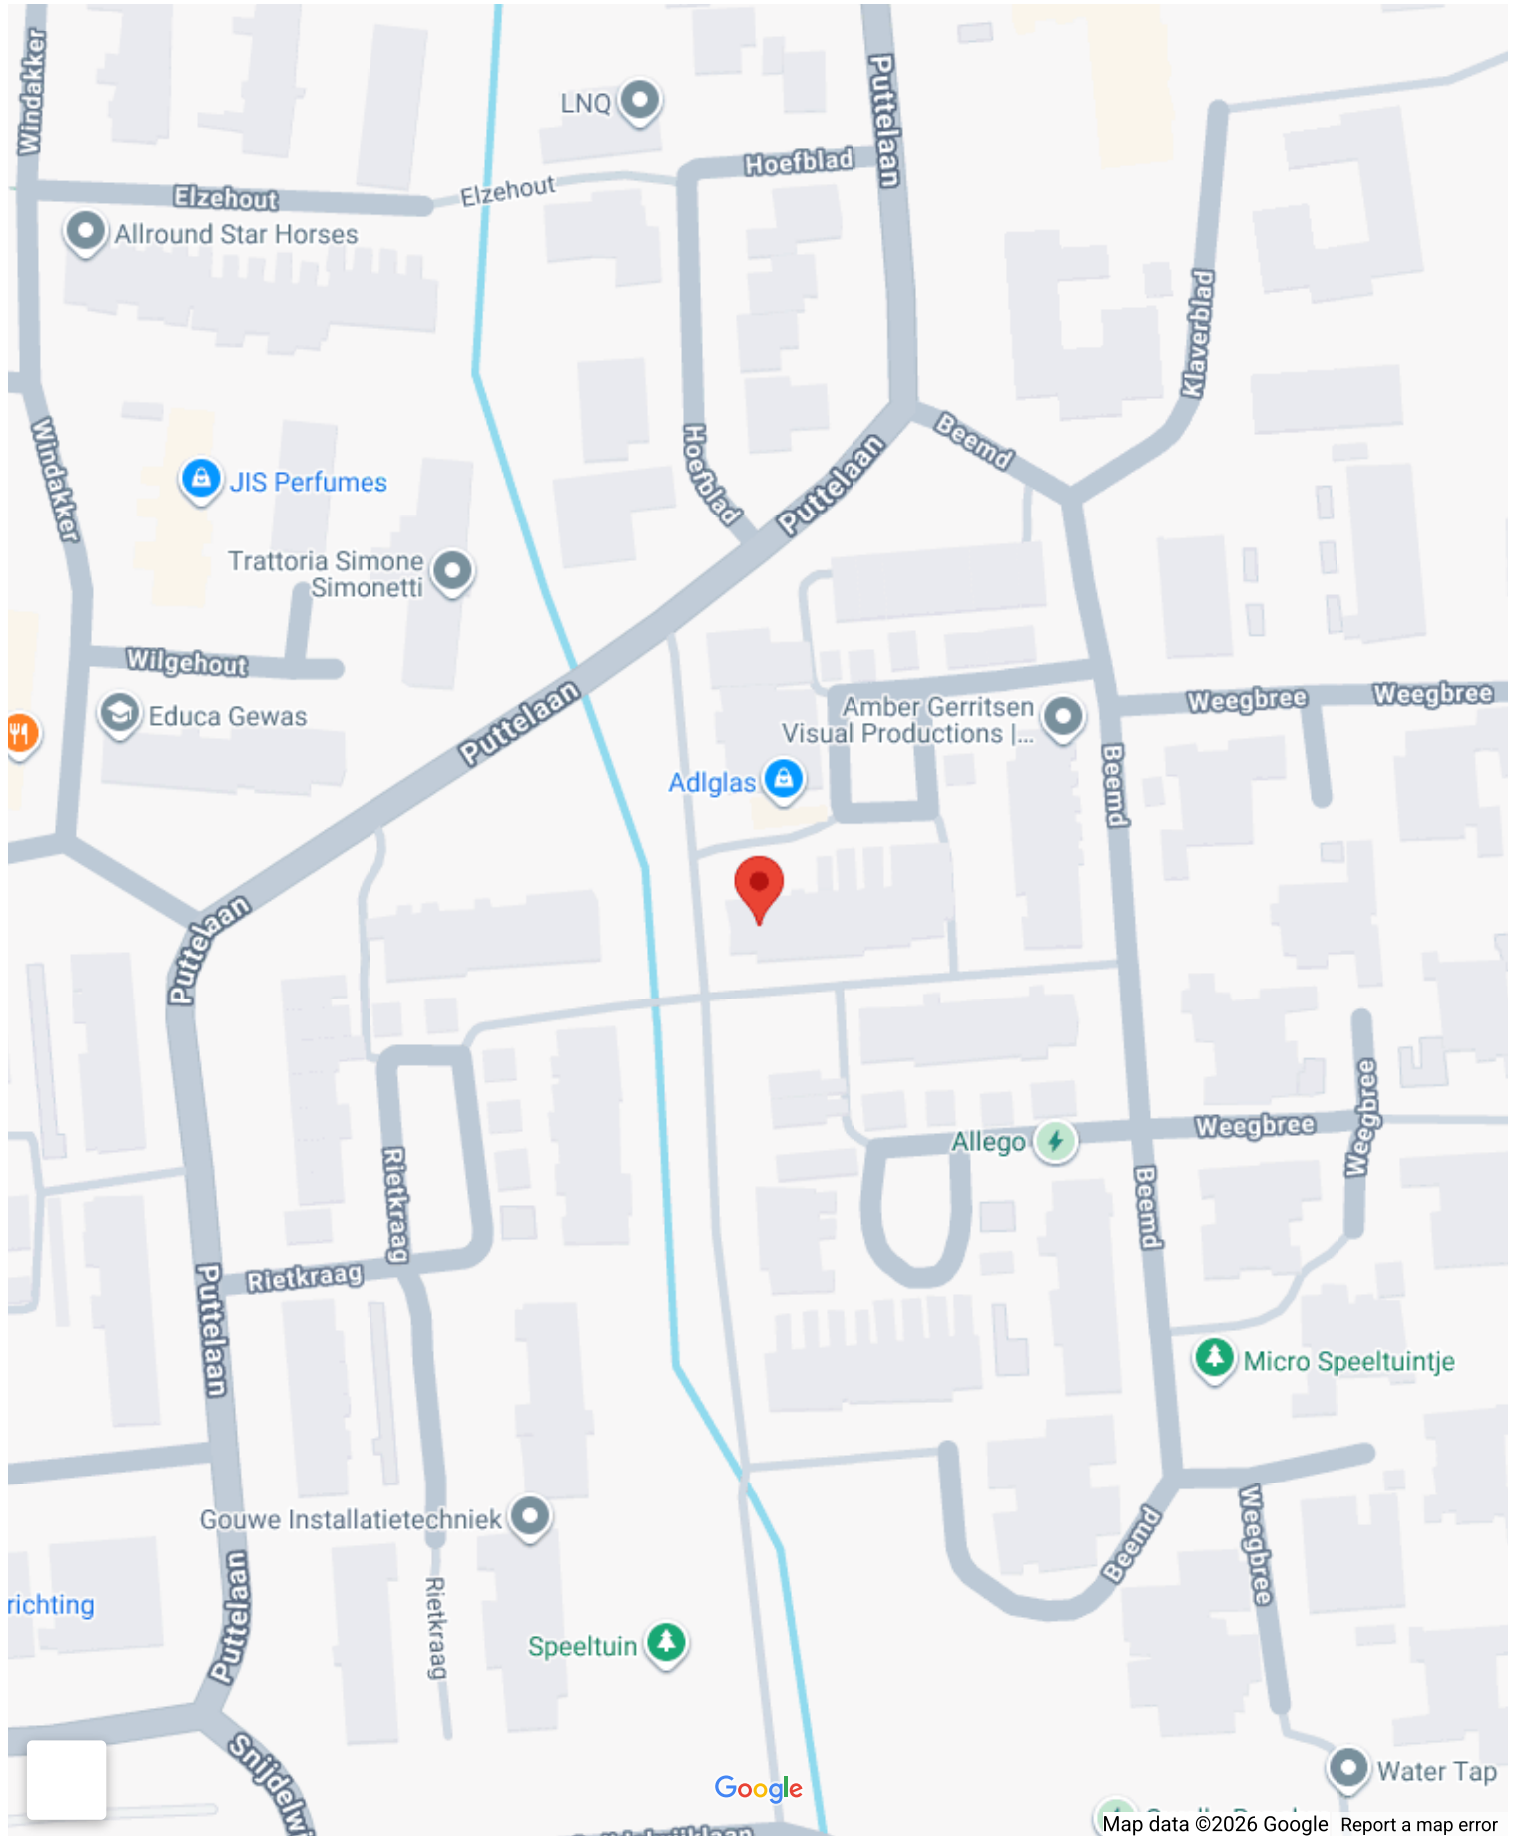 Windakker
Puttelaan
LNQ
Hoefblad
Elzehout
Elzehout
Allround Star Horses
Klaverblad
Windakker
Hoefblad
Puttelaan
Beemd
JIS Perfumes
Trattoria Simone
Simonetti
Wilgehout
Educa Gewas
Puttelaan
Amber Gerritsen
Visual Productions |...
Weegbree
Weegbree
Adlglas
Beemd
Puttelaan
Allego
Weegbree
Weegbree
Rietkraag
Beemd
Rietkraag
Puttelaan
Micro Speeltuintje
Gouwe Installatietechniek
Beemd
Weegbree
richting
Puttelaan
Rietkraag
Speeltuin
Snijdelwi
Water Tap
Google
Map data ©2026 Google
Report a map error